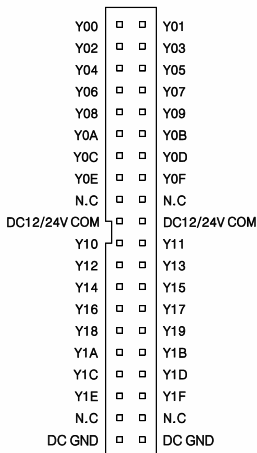 Y00 Y01
Y02 Y03
Y04 Y05
Y06 Y07
Y08 Y09
Y0A Y0B
Y0C Y0D
Y0E Y0F
N.C N.C
DC12/24V COM DC12/24V COM
Y10 Y11
Y12 Y13
Y14 Y15
Y16 Y17
Y18 Y19
Y1A Y1B
Y1C Y1D
Y1E Y1F
N.C N.C
DC GND DC GND